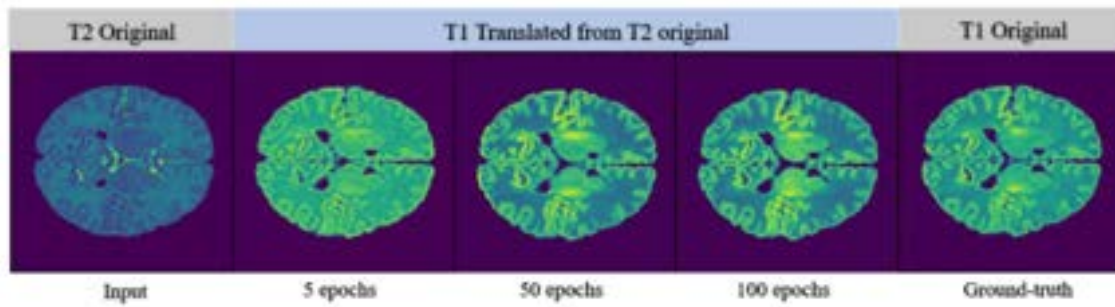 T2 Original
T1 Translated from T2 original
T1 Original
Input
5 epochs
50 epochs
100 epochs
Ground-truth